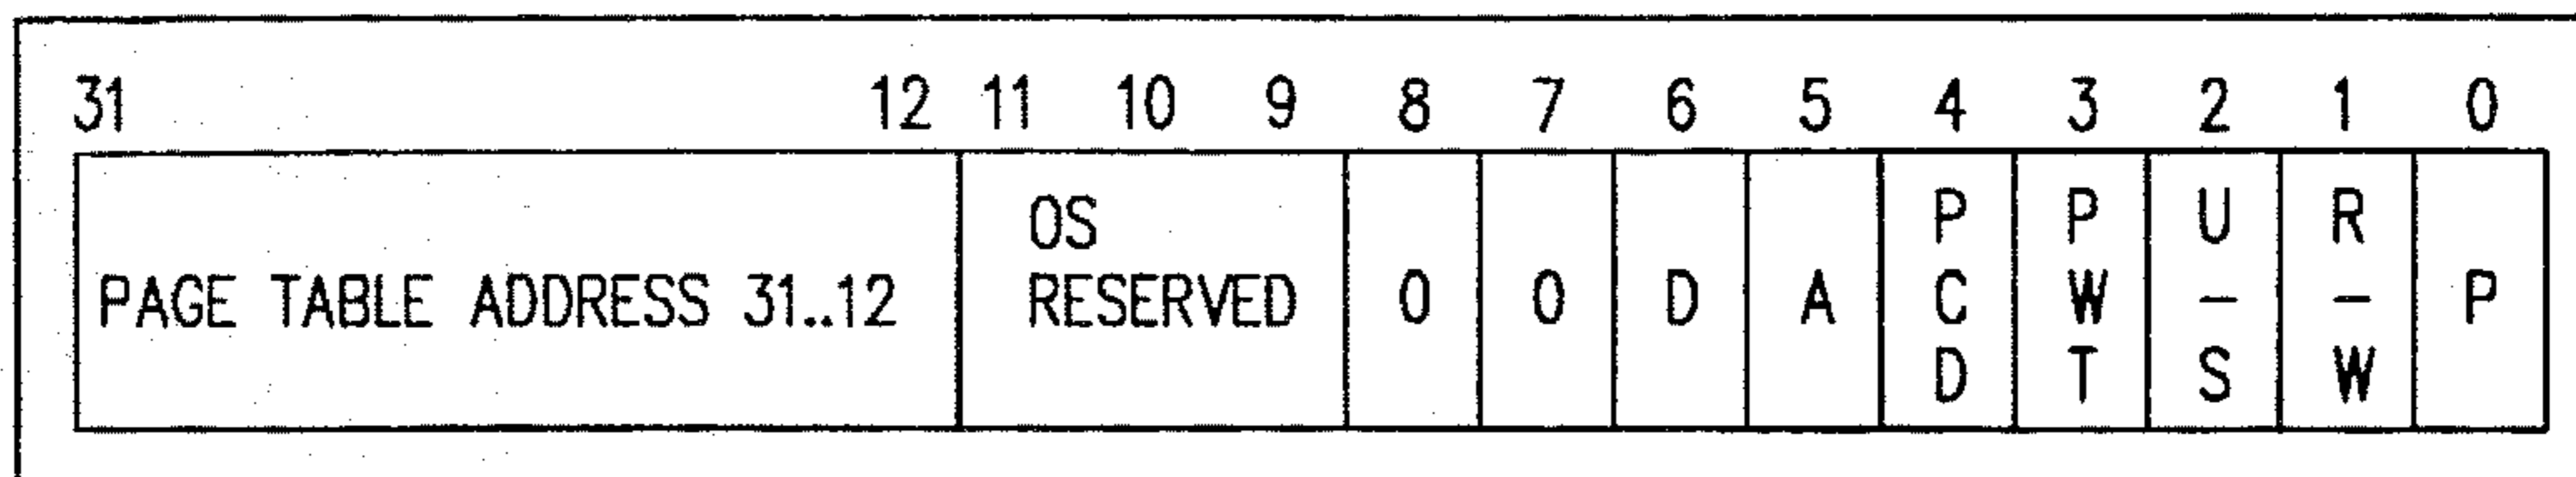 31 12 11 10 9 8 7 6 5 4 3 2 1 0
PAGE TABLE ADDRESS 31..12
OS
RESERVED
0
0
D
A
P
C
D
P
W
T
U
–
S
R
–
W
P